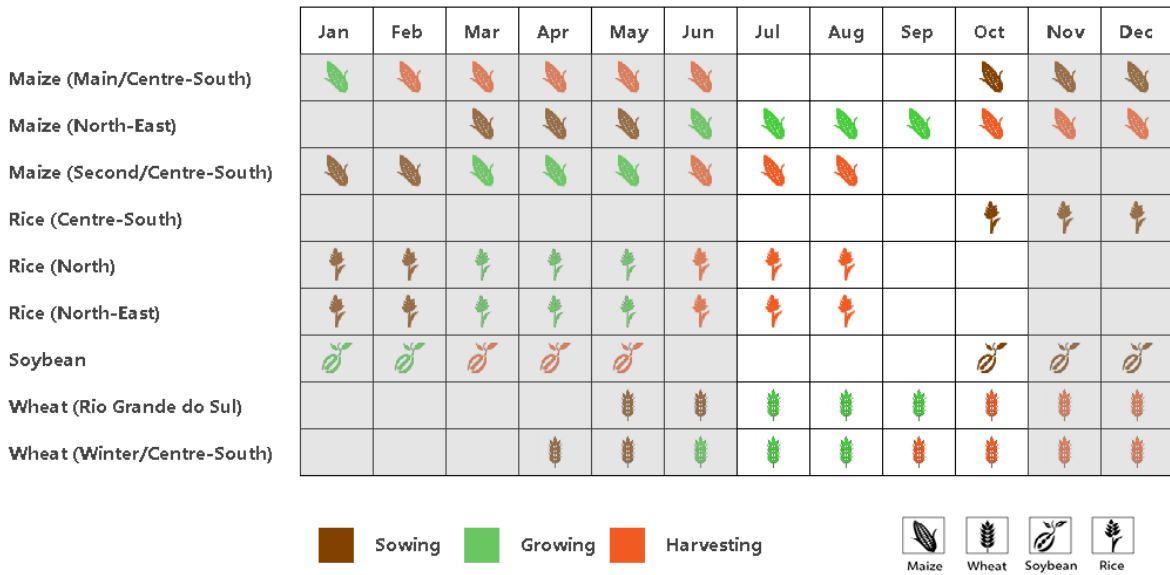 Jan Feb Mar Apr May Jun Jul Aug Sep Oct Nov Dec
Maize (Main/Centre-South)
Maize (North-East)
Maize (Second/Centre-South)
Rice (Centre-South)
Rice (North)
Rice (North-East)
Soybean
Wheat (Rio Grande do Sul)
Wheat (Winter/Centre-South)
Sowing Growing Harvesting
Maize Wheat Soybean Rice